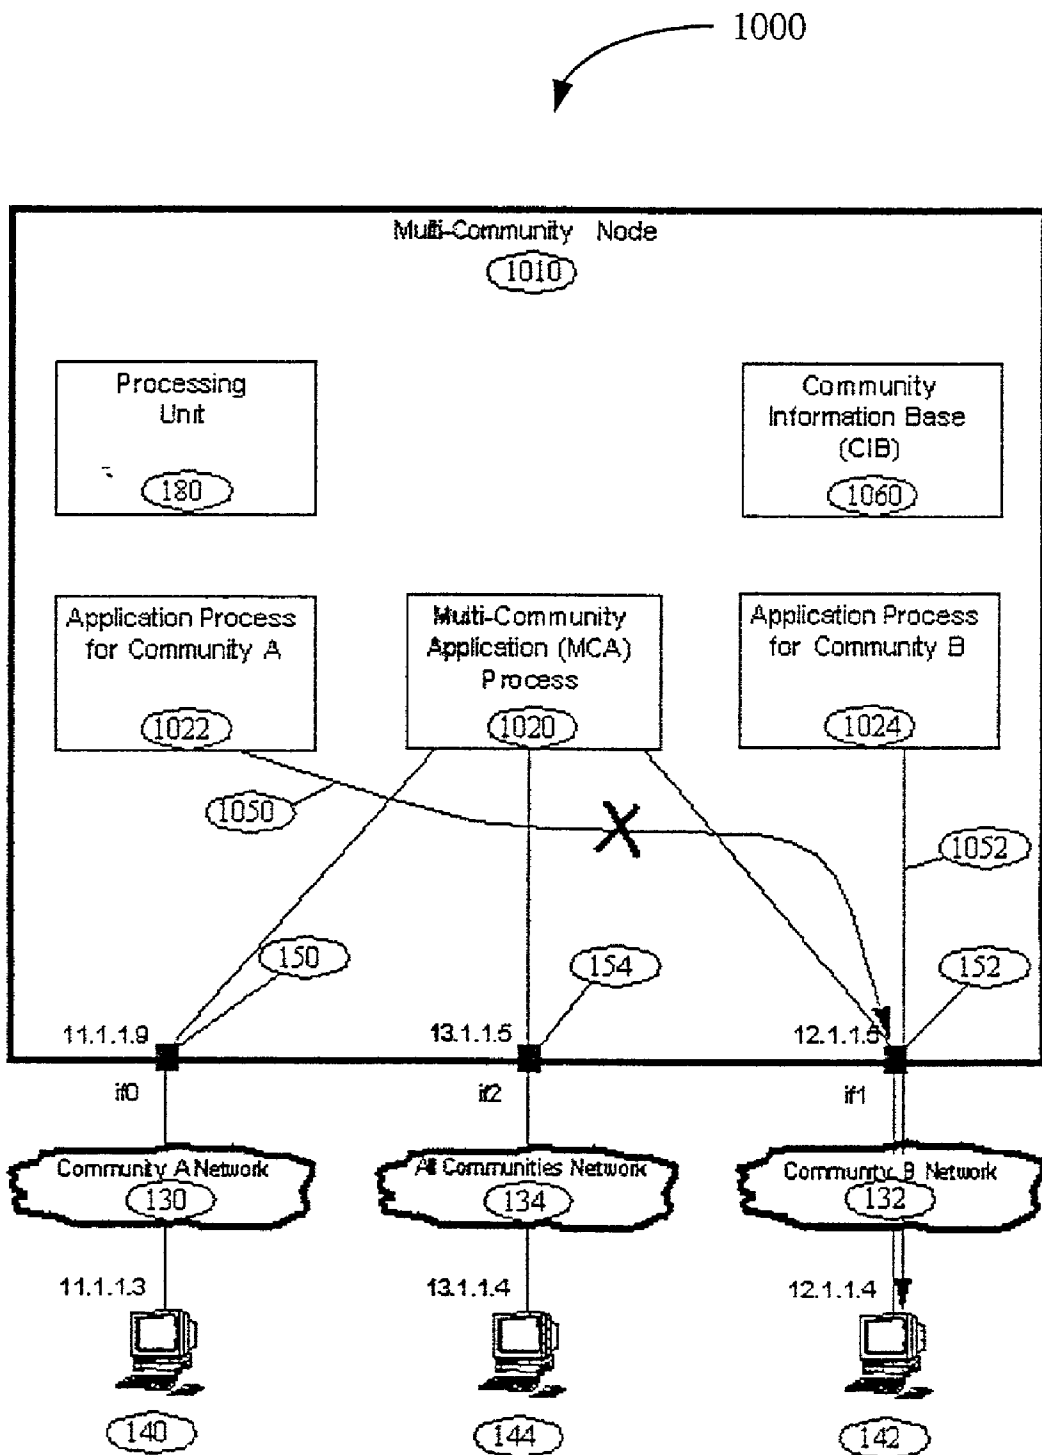 1000
Multi-Community Node
1010
Processing
Unit
180
Community
Information Base
(CIB)
1060
Application Process
for Community A
1022
Multi-Community
Application (MCA)
Process
1020
Application Process
for Community B
1024
1050
1052
150
154
152
11.1.1.9
13.1.1.5
12.1.1.5
if0
if2
if1
Community A Network
130
All Communities Network
134
Community B Network
132
11.1.1.3
13.1.1.4
12.1.1.4
140
144
142